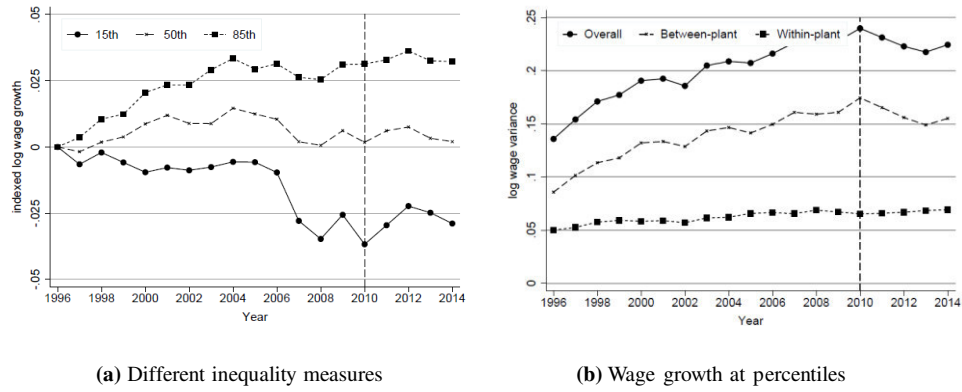 15th 50th 85th
.05
.025
0
-.025
-.05
indexed log wage growth
1996 1998 2000 2002 2004 2006 2008 2010 2012 2014
Year
(a) Different inequality measures
Overall Between-plant Within-plant
.25
.2
.15
.1
.05
0
log wage variance
1996 1998 2000 2002 2004 2006 2008 2010 2012 2014
Year
(b) Wage growth at percentiles